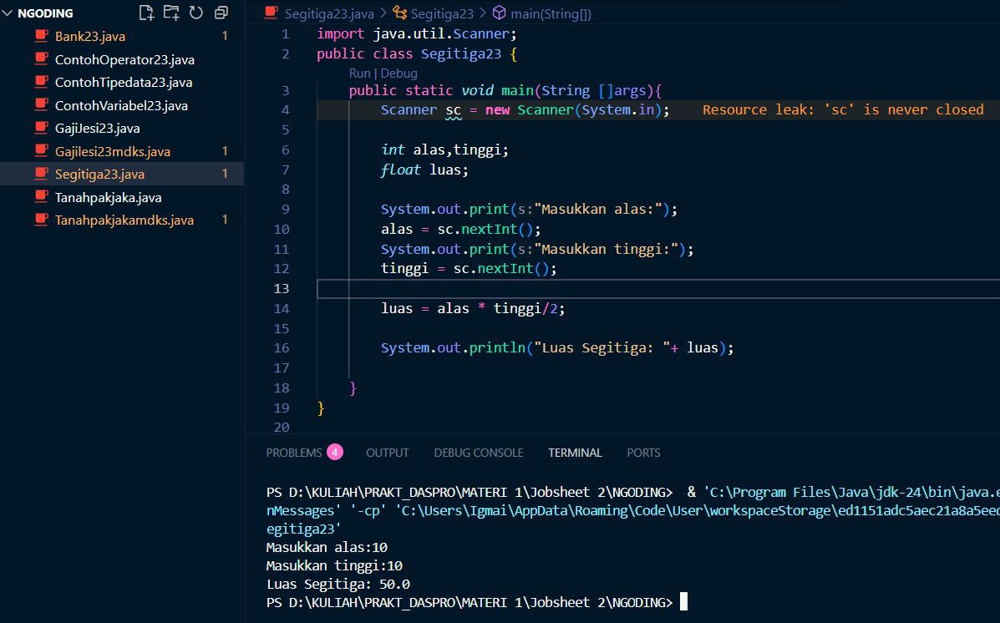 NGODING
Bank23.java 1
ContohOperator23.java
ContohTipedata23.java
ContohVariabel23.java
GajiJesi23.java
Gajilesi23mdks.java 1
Segitiga23.java 1
Tanahpakjaka.java
Tanahpakjakamdks.java 1
Segitiga23.java > Segitiga23 > main(String[])
1 import java.util.Scanner;
2 public class Segitiga23 {
Run | Debug
3 public static void main(String []args){
4 Scanner sc = new Scanner(System.in); Resource leak: 'sc' is never closed
5
6 int alas,tinggi;
7 float luas;
8
9 System.out.print(s:"Masukkan alas:");
10 alas = sc.nextInt();
11 System.out.print(s:"Masukkan tinggi:");
12 tinggi = sc.nextInt();
13
14 luas = alas * tinggi/2;
15
16 System.out.println("Luas Segitiga: "+ luas);
17
18 }
19 }
20
PROBLEMS 4 OUTPUT DEBUG CONSOLE TERMINAL PORTS
PS D:\KULIAH\PRAKT_DASPRO\MATERI 1\Jobsheet 2\NGODING> & 'C:\Program Files\Java\jdk-24\bin\java.e
nMessages' '-cp' 'C:\Users\Igmai\AppData\Roaming\Code\User\workspaceStorage\ed1151adc5aec21a8a5eec
egitiga23'
Masukkan alas:10
Masukkan tinggi:10
Luas Segitiga: 50.0
PS D:\KULIAH\PRAKT_DASPRO\MATERI 1\Jobsheet 2\NGODING>